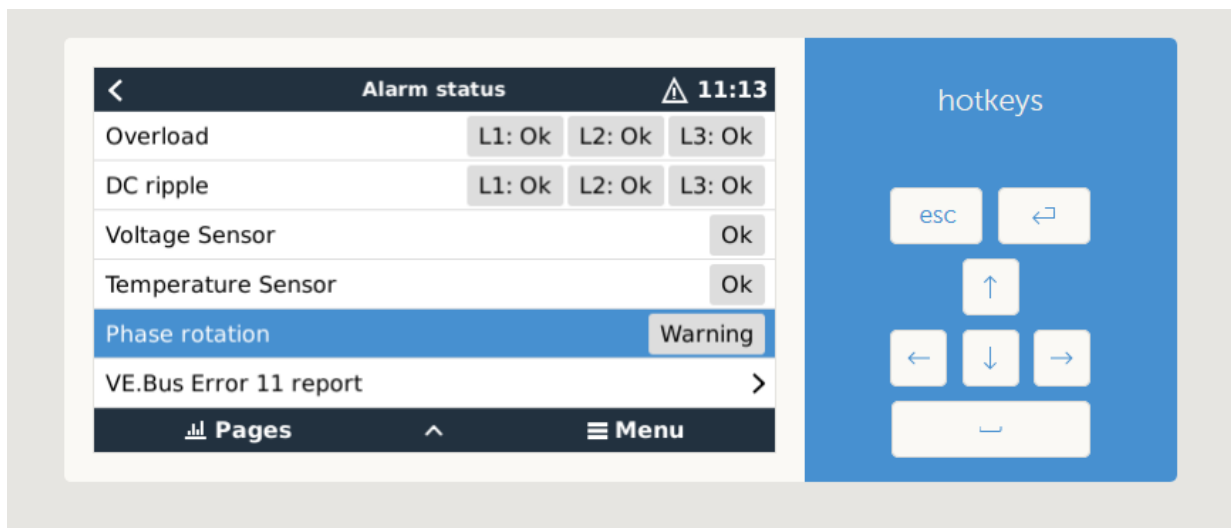 Alarm status 11:13
Overload L1: Ok L2: Ok L3: Ok
DC ripple L1: Ok L2: Ok L3: Ok
Voltage Sensor Ok
Temperature Sensor Ok
Phase rotation Warning
VE.Bus Error 11 report
Pages Menu
hotkeys
esc